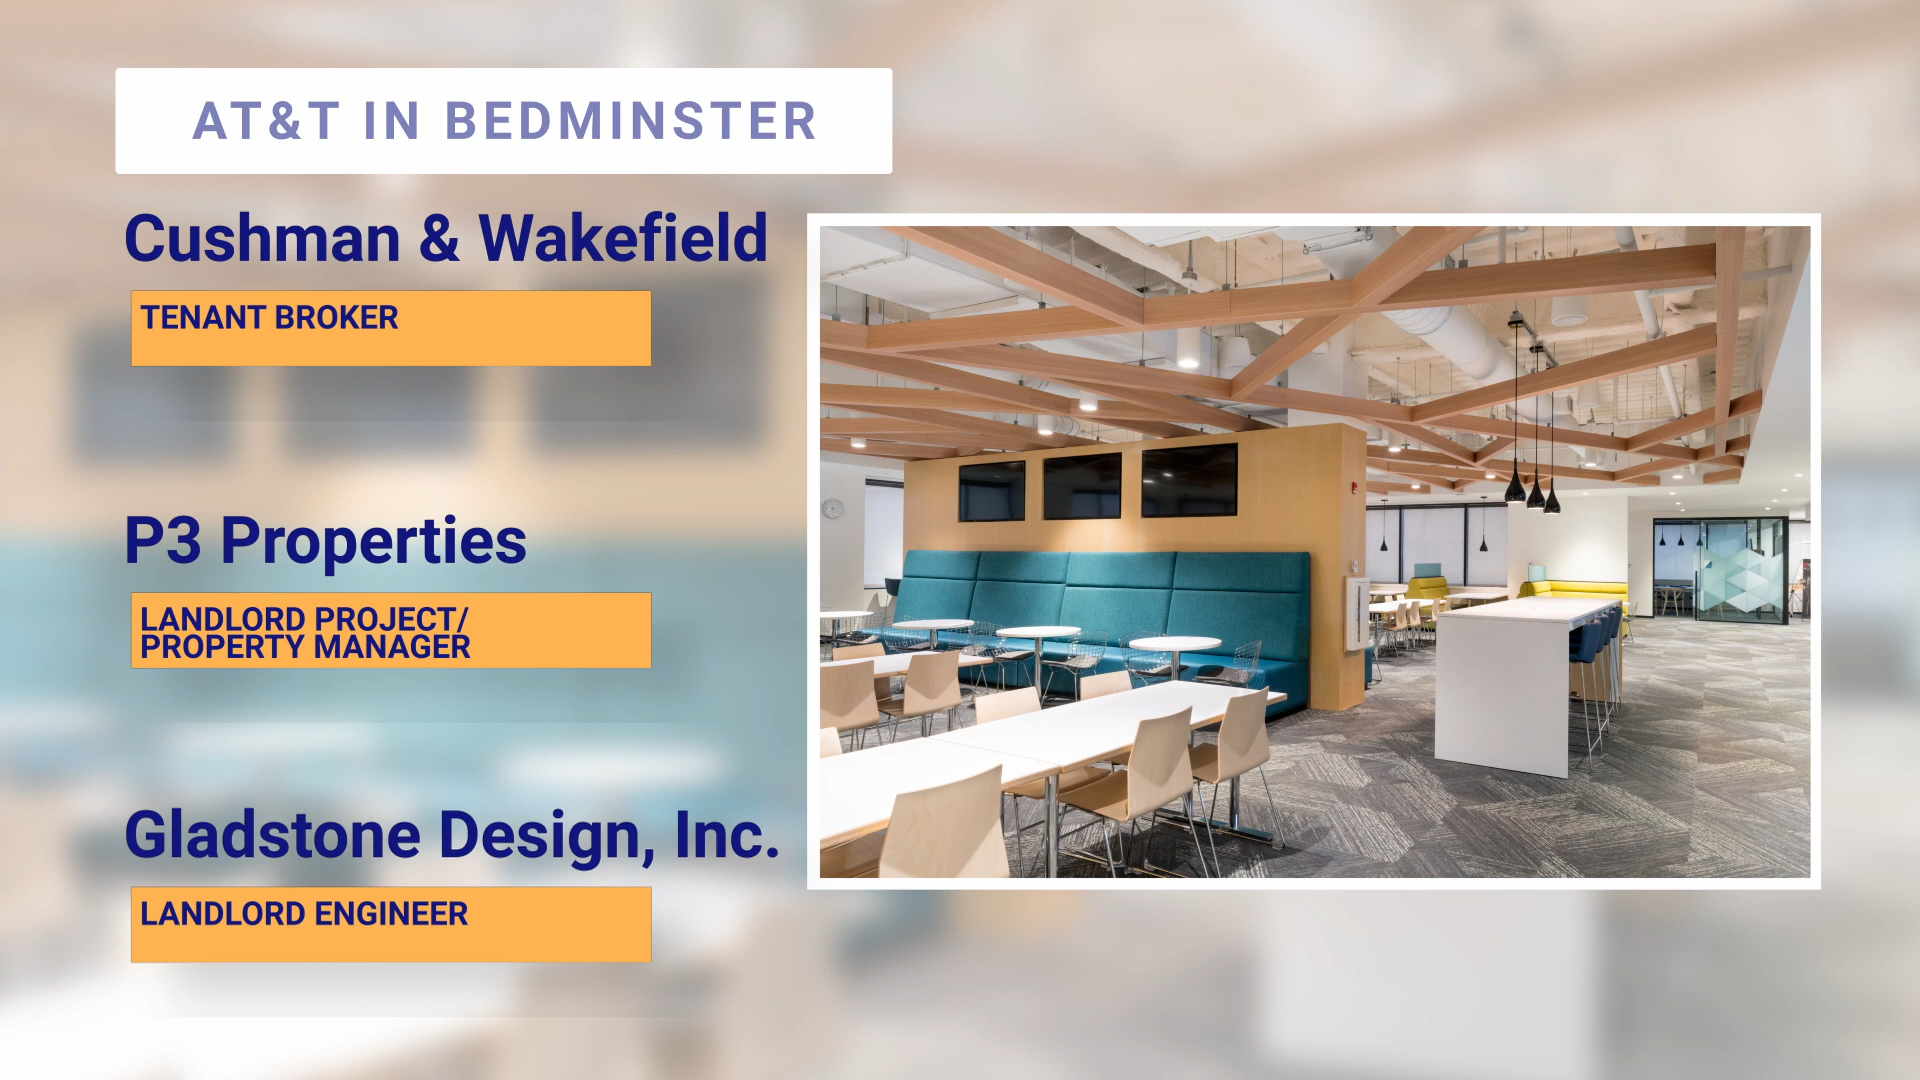 AT&T IN BEDMINSTER
Cushman & Wakefield
TENANT BROKER
P3 Properties
LANDLORD PROJECT/
PROPERTY MANAGER
Gladstone Design, Inc.
LANDLORD ENGINEER